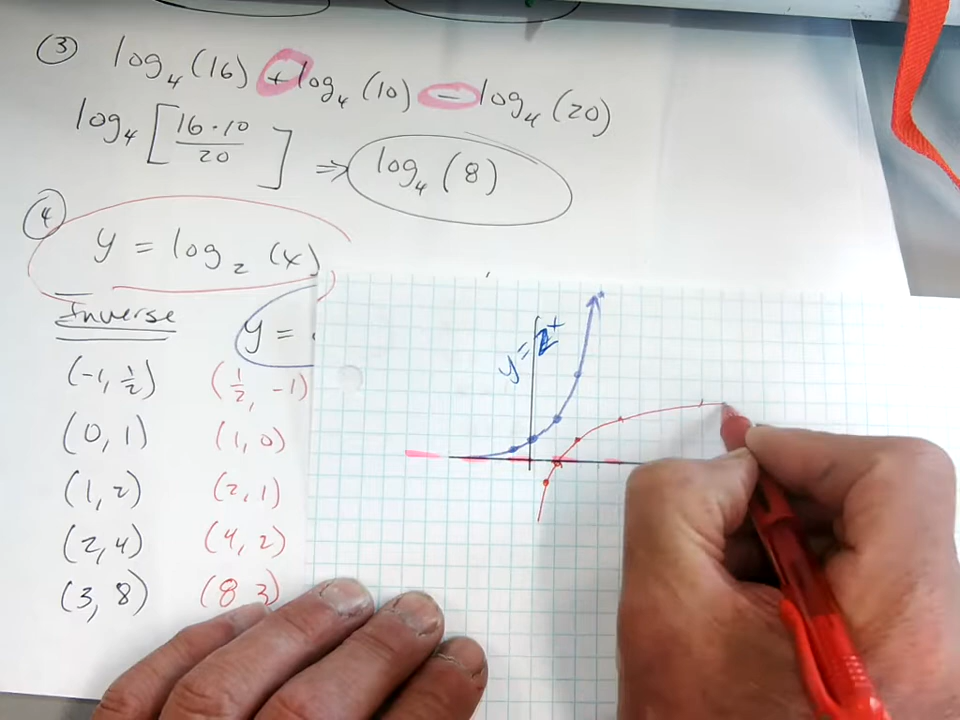 ③ log₄(16) + log₄(10) − log₄(20)
log₄[16·10/20] ⇒ log₄(8)
④ y = log₂(x)
Inverse
y =
(-1, 1/2) (1/2, -1)
(0, 1) (1, 0)
(1, 2) (2, 1)
(2, 4) (4, 2)
(3, 8) (8 3)
y = 2ˣ